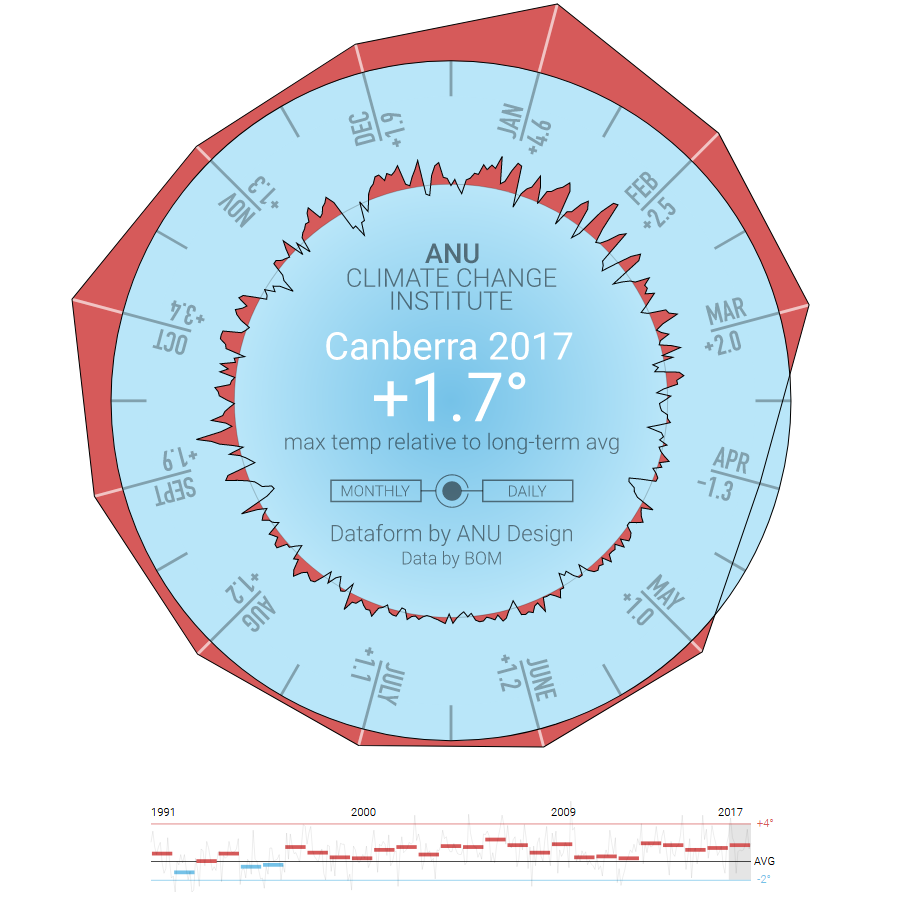 DEC
+1.9
JAN
+4.6
FEB
+2.5
MAR
+2.0
APR
-1.3
MAY
+1.0
JUNE
+1.2
JULY
+1.1
AUG
+1.2
SEPT
+1.9
OCT
+3.4
NOV
+1.3
ANU
CLIMATE CHANGE
INSTITUTE
Canberra 2017
+1.7°
max temp relative to long-term avg
MONTHLY DAILY
Dataform by ANU Design
Data by BOM
1991 2000 2009 2017
+4°
AVG
-2°